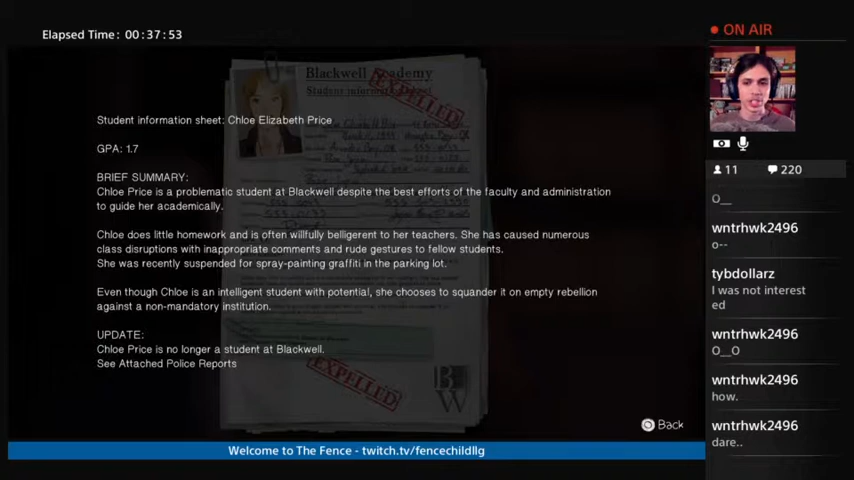 Elapsed Time : 00:37:53
ON AIR
Blackwell Academy
Student information sheet
EXPELLED
Student information sheet: Chloe Elizabeth Price
GPA: 1.7
BRIEF SUMMARY:
Chloe Price is a problematic student at Blackwell despite the best efforts of the faculty and administration
to guide her academically.
Chloe does little homework and is often willfully belligerent to her teachers. She has caused numerous
class disruptions with inappropriate comments and rude gestures to fellow students.
She was recently suspended for spray-painting graffiti in the parking lot.
Even though Chloe is an intelligent student with potential, she chooses to squander it on empty rebellion
against a non-mandatory institution.
UPDATE:
Chloe Price is no longer a student at Blackwell.
See Attached Police Reports
EXPELLED
BW
Back
Welcome to The Fence - twitch.tv/fencechildllg
11
220
O__
wntrhwk2496
o--
tybdollarz
I was not interest
ed
wntrhwk2496
O__O
wntrhwk2496
how.
wntrhwk2496
dare..